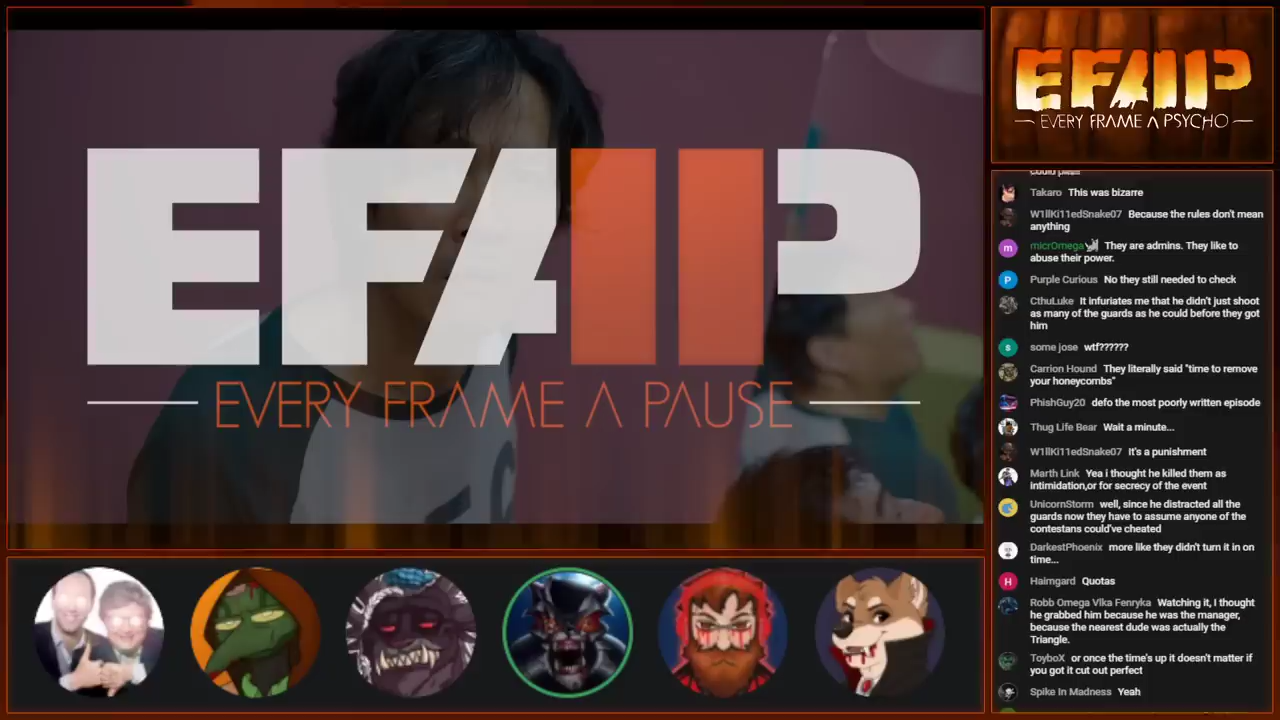 EFAP
EVERY FRAME A PAUSE
EFAP
EVERY FRAME A PSYCHO
Takaro This was bizarre
W1llKi11edSnake07 Because the rules don't mean
anything
micrOmega They are admins. They like to
abuse their power.
Purple Curious No they still needed to check
CthuLuke It infuriates me that he didn't just shoot
as many of the guards as he could before they got
him
some jose wtf??????
Carrion Hound They literally said "time to remove
your honeycombs"
PhishGuy20 defo the most poorly written episode
Thug Life Bear Wait a minute...
W1llKi11edSnake07 It's a punishment
Marth Link Yea i thought he killed them as
intimidation,or for secrecy of the event
UnicornStorm well, since he distracted all the
guards now they have to assume anyone of the
contestans could've cheated
DarkestPhoenix more like they didn't turn it in on
time...
Haimgard Quotas
Robb Omega Vlka Fenryka Watching it, I thought
he grabbed him because he was the manager,
because the nearest dude was actually the
Triangle.
ToyboX or once the time's up it doesn't matter if
you got it cut out perfect
Spike In Madness Yeah